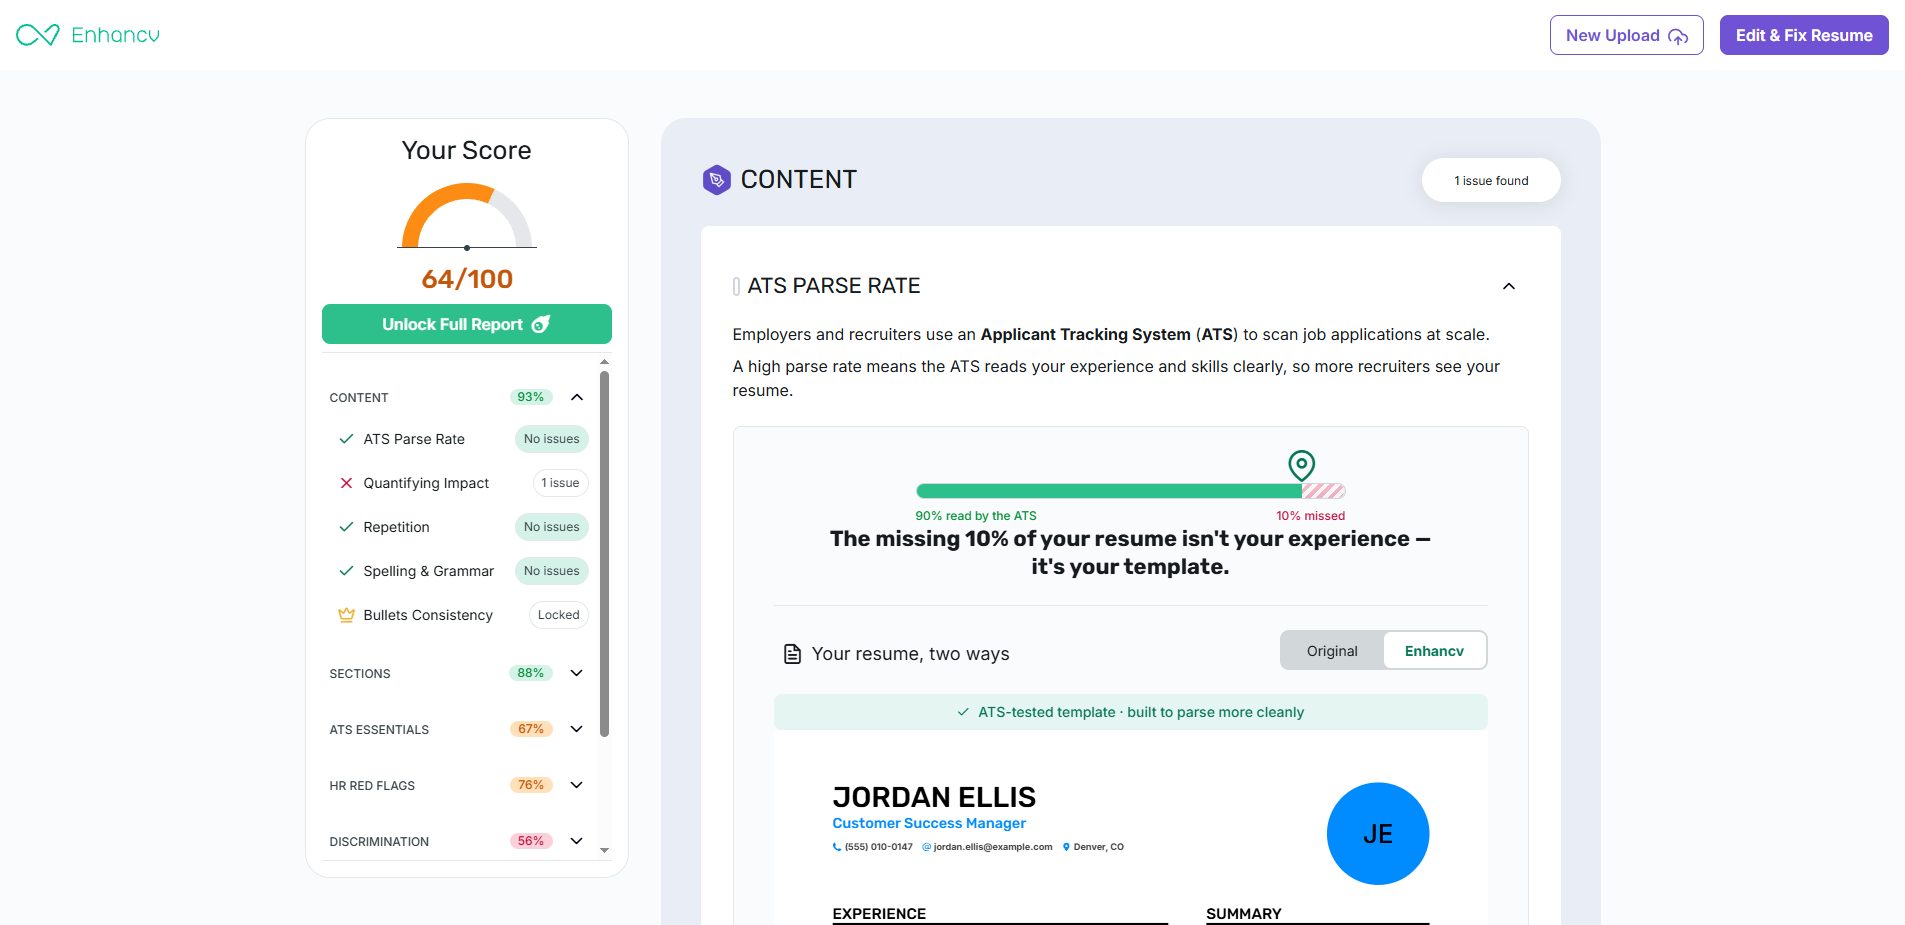 Enhancv
New Upload
Edit & Fix Resume
Your Score
64/100
Unlock Full Report
CONTENT 93%
ATS Parse Rate No issues
Quantifying Impact 1 issue
Repetition No issues
Spelling & Grammar No issues
Bullets Consistency Locked
SECTIONS 88%
ATS ESSENTIALS 67%
HR RED FLAGS 76%
DISCRIMINATION 56%
CONTENT
1 issue found
ATS PARSE RATE
Employers and recruiters use an Applicant Tracking System (ATS) to scan job applications at scale.
A high parse rate means the ATS reads your experience and skills clearly, so more recruiters see your
resume.
90% read by the ATS 10% missed
The missing 10% of your resume isn't your experience —
it's your template.
Your resume, two ways
Original Enhancv
ATS-tested template · built to parse more cleanly
JORDAN ELLIS
Customer Success Manager
(555) 010-0147 @ jordan.ellis@example.com Denver, CO
JE
EXPERIENCE SUMMARY